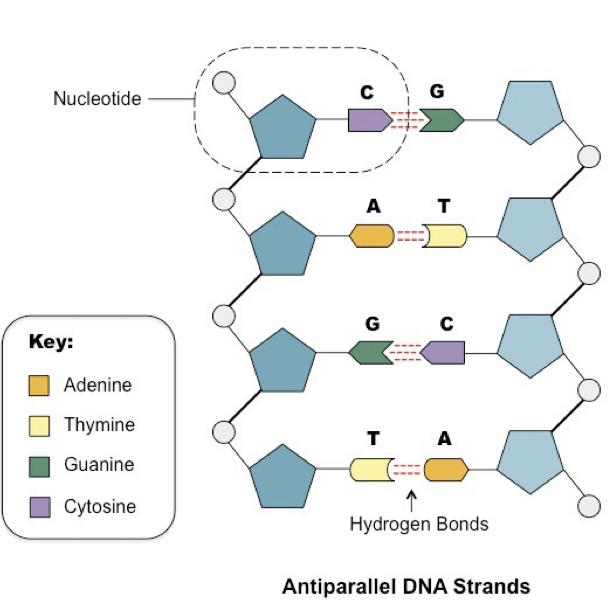 C G
Nucleotide
A T
G C
Key:
Adenine
Thymine
Guanine
Cytosine
T A
Hydrogen Bonds
Antiparallel DNA Strands